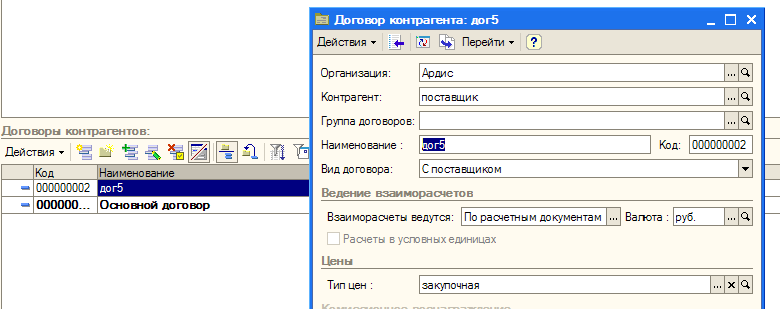 Договор контрагента: дог5
Действия Перейти ?
Организация: Ардис ...
Контрагент: поставщик ...
Группа договоров: ...
Наименование : дог5 Код: 000000002
Вид договора: С поставщиком
Ведение взаиморасчетов
Взаиморасчеты ведутся: По расчетным документам ... Валюта : руб. ...
Расчеты в условных единицах
Цены
Тип цен : закупочная ... x
Договоры контрагентов:
Действия
Код Наименование
000000002 дог5
000000... Основной договор